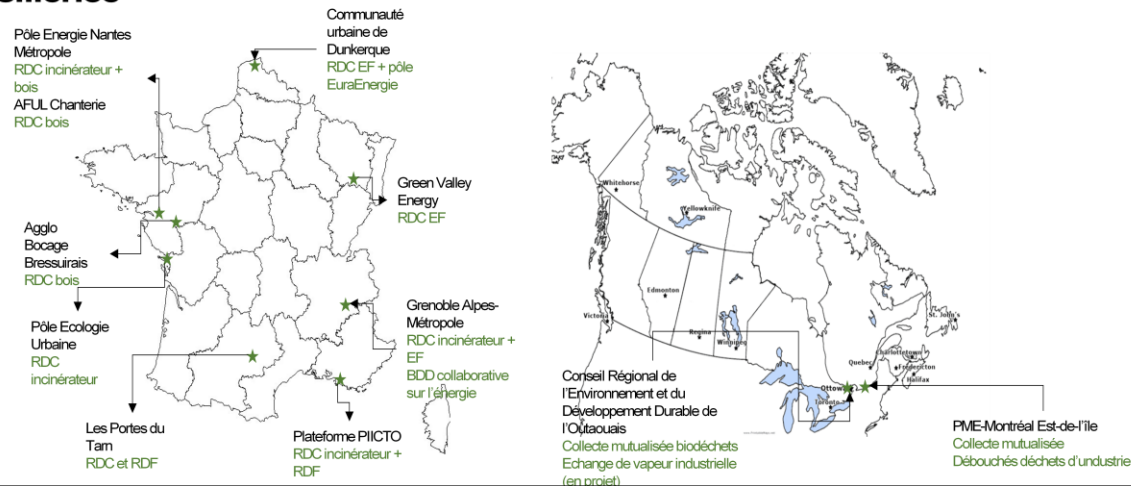 Pôle Energie Nantes
Métropole
RDC incinérateur +
bois
AFUL Chanterie
RDC bois
Communauté
urbaine de
Dunkerque
RDC EF + pôle
EuraEnergie
Green Valley
Energy
RDC EF
Agglo
Bocage
Bressuirais
RDC bois
Pôle Ecologie
Urbaine
RDC
incinérateur
Grenoble Alpes-
Métropole
RDC incinérateur +
EF
BDD collaborative
sur l'énergie
Les Portes du
Tarn
RDC et RDF
Plateforme PIICTO
RDC incinérateur +
RDF
Whitehorse
Yellowknife
Edmonton
Victoria
Regina
Winnipeg
St. John's
Charlottetown
Quebec
Fredericton
Halifax
Ottowa
Toronto
Conseil Régional de
l'Environnement et du
Développement Durable de
l'Outaouais
Collecte mutualisée biodéchets
Echange de vapeur industrielle
(en projet)
PME-Montréal Est-de-l'île
Collecte mutualisée
Débouchés déchets d'undustrie